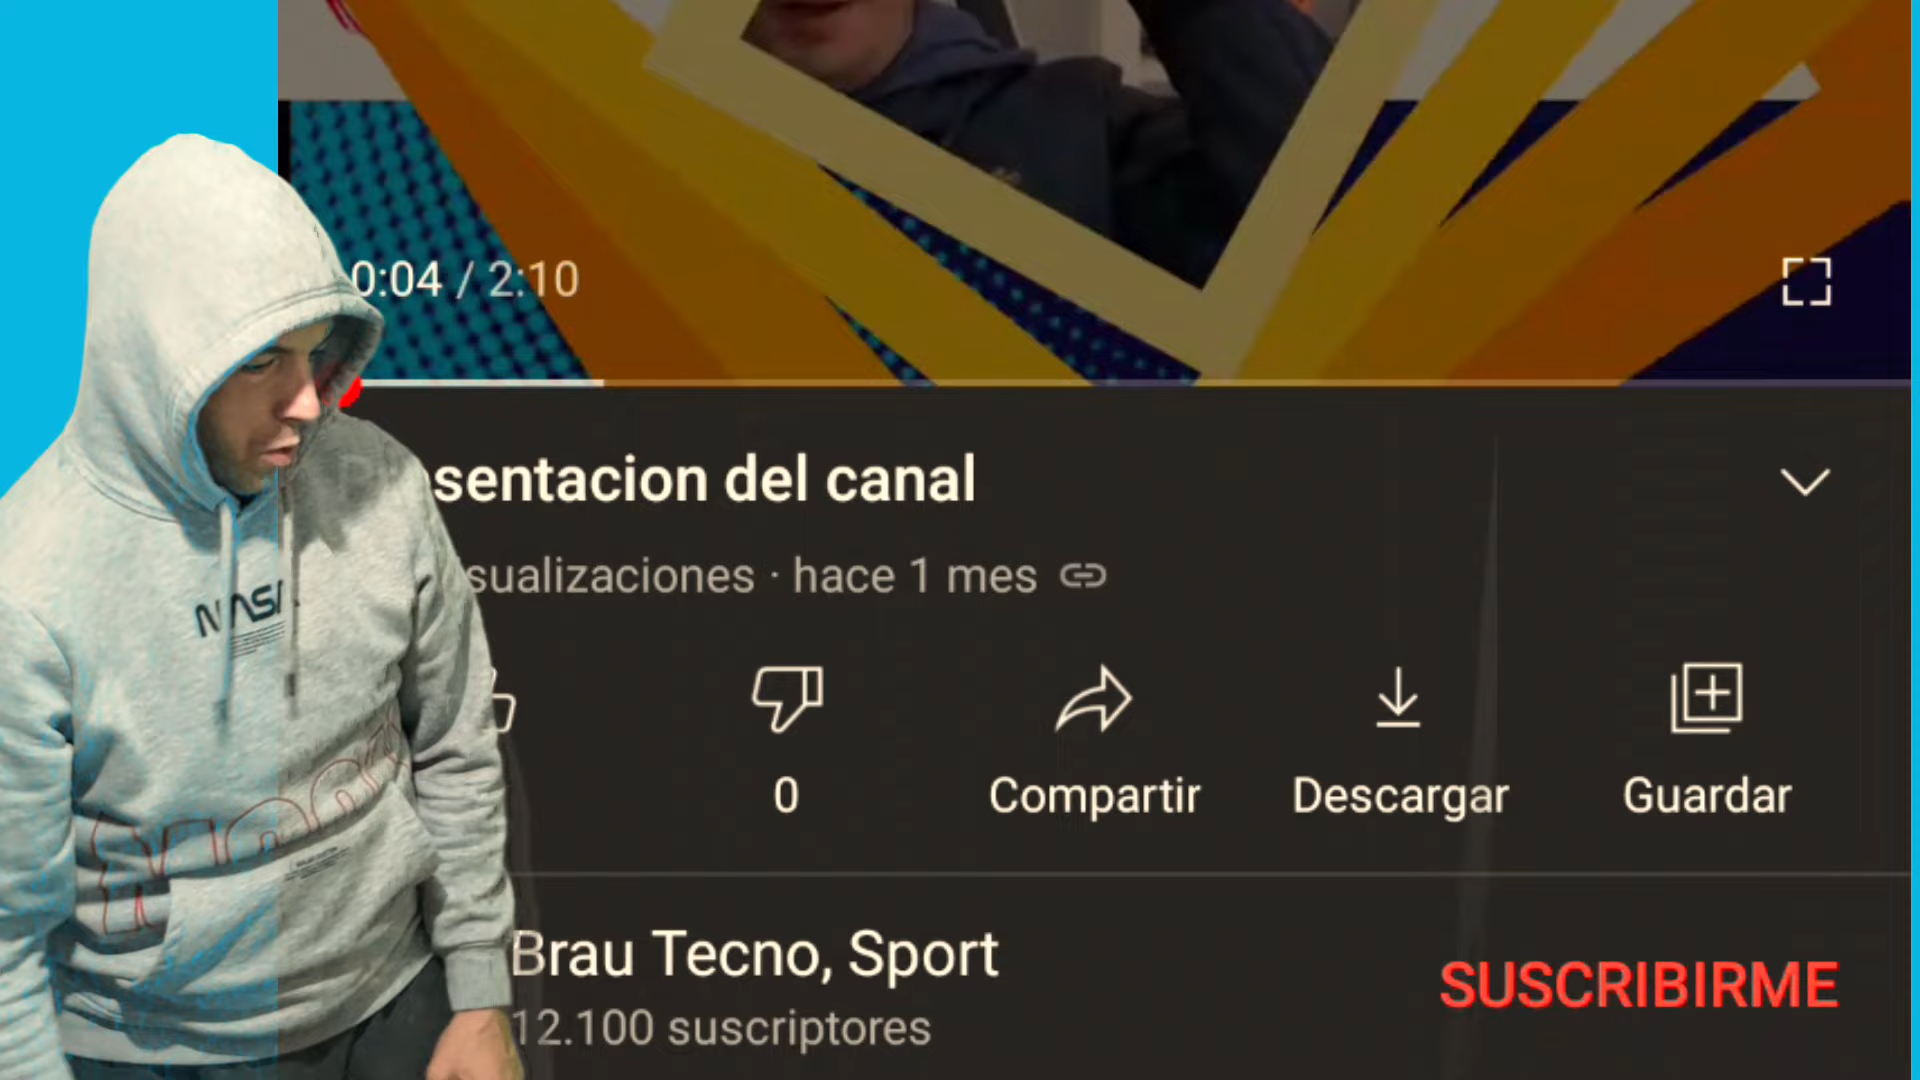 0:04 / 2:10
sentacion del canal
sualizaciones · hace 1 mes
NASA
0
Compartir
Descargar
Guardar
Brau Tecno, Sport
SUSCRIBIRME
12.100 suscriptores